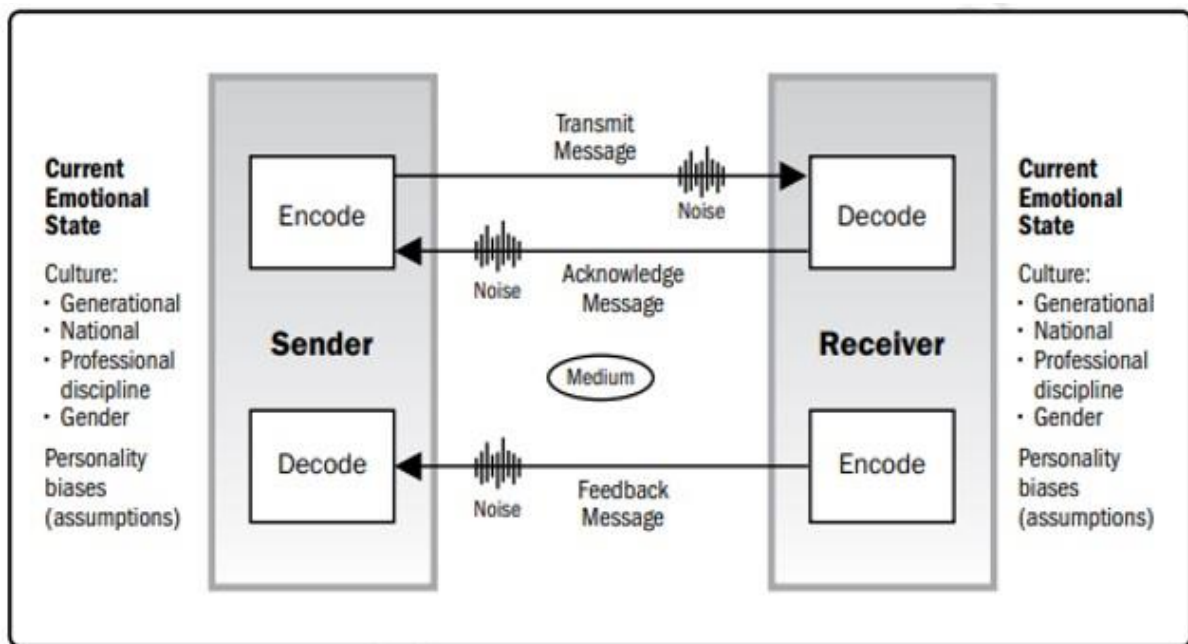 Current
Emotional
State
Culture:
· Generational
· National
· Professional
discipline
· Gender
Personality
biases
(assumptions)
Encode
Sender
Decode
Transmit
Message
Noise
Noise
Acknowledge
Message
Medium
Noise
Feedback
Message
Decode
Receiver
Encode
Current
Emotional
State
Culture:
· Generational
· National
· Professional
discipline
· Gender
Personality
biases
(assumptions)